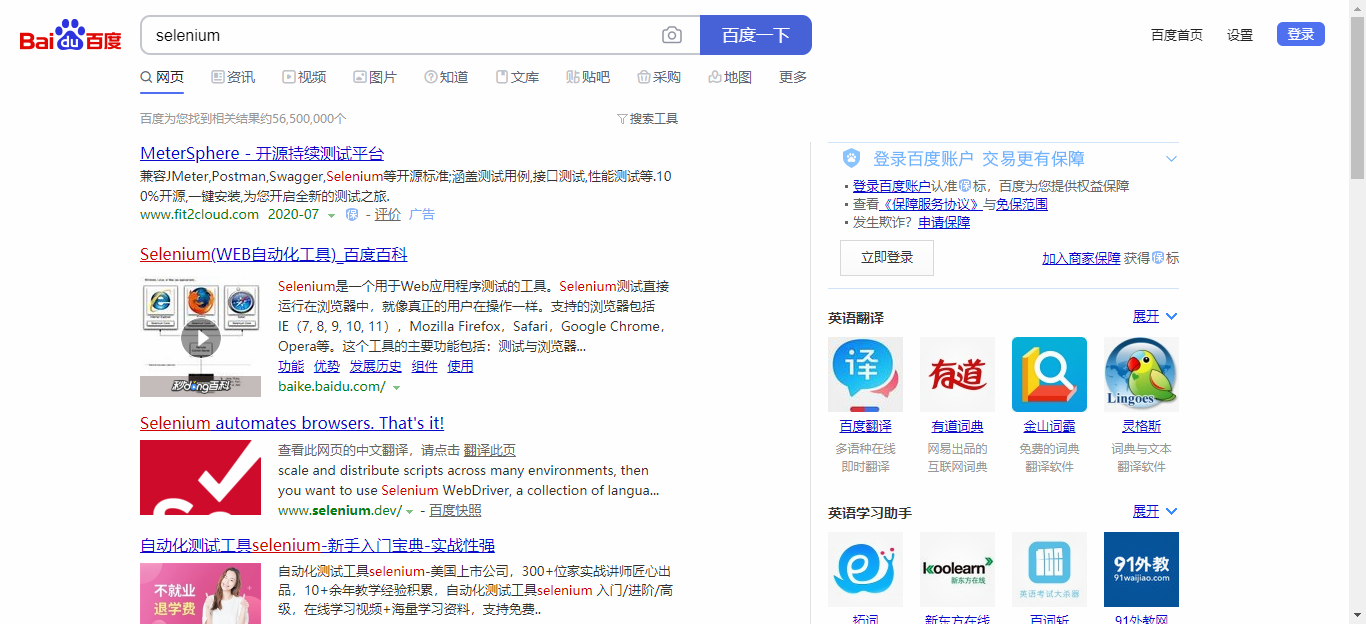 Bai du 百度
selenium
百度一下
百度首页 设置 登录
网页 资讯 视频 图片 知道 文库 贴吧 采购 地图 更多
百度为您找到相关结果约56,500,000个
搜索工具
MeterSphere - 开源持续测试平台
兼容JMeter,Postman,Swagger,Selenium等开源标准;涵盖测试用例,接口测试,性能测试等.10
0%开源,一键安装,为您开启全新的测试之旅.
www.fit2cloud.com 2020-07 保 - 评价 广告
Selenium(WEB自动化工具)_百度百科
Selenium是一个用于Web应用程序测试的工具。Selenium测试直接
运行在浏览器中，就像真正的用户在操作一样。支持的浏览器包括
IE（7, 8, 9, 10, 11），Mozilla Firefox，Safari，Google Chrome，
Opera等。这个工具的主要功能包括：测试与浏览器...
功能 优势 发展历史 组件 使用
baike.baidu.com/
秒dǒng百科
Selenium automates browsers. That's it!
查看此网页的中文翻译，请点击 翻译此页
scale and distribute scripts across many environments, then
you want to use Selenium WebDriver, a collection of langua...
www.selenium.dev/ - 百度快照
自动化测试工具selenium-新手入门宝典-实战性强
不就业
退学费
自动化测试工具selenium-美国上市公司，300+位家实战讲师匠心出
品，10+余年教学经验积累，自动化测试工具selenium 入门/进阶/高
级，在线学习视频+海量学习资料，支持免费..
登录百度账户 交易更有保障
登录百度账户认准保标，百度为您提供权益保障
查看《保障服务协议》与免保范围
发生欺诈？申请保障
立即登录
加入商家保障 获得保标
英语翻译
展开
译
有道
Lingoes
百度翻译 有道词典 金山词霸 灵格斯
多语种在线 网易出品的 免费的词典 词典与文本
即时翻译 互联网词典 翻译软件 翻译软件
英语学习助手
展开
koolearn
新东方在线
英语考试大杀器
91外教
91waijiao.com
拓词 新东方在线 百词斩 91外教网